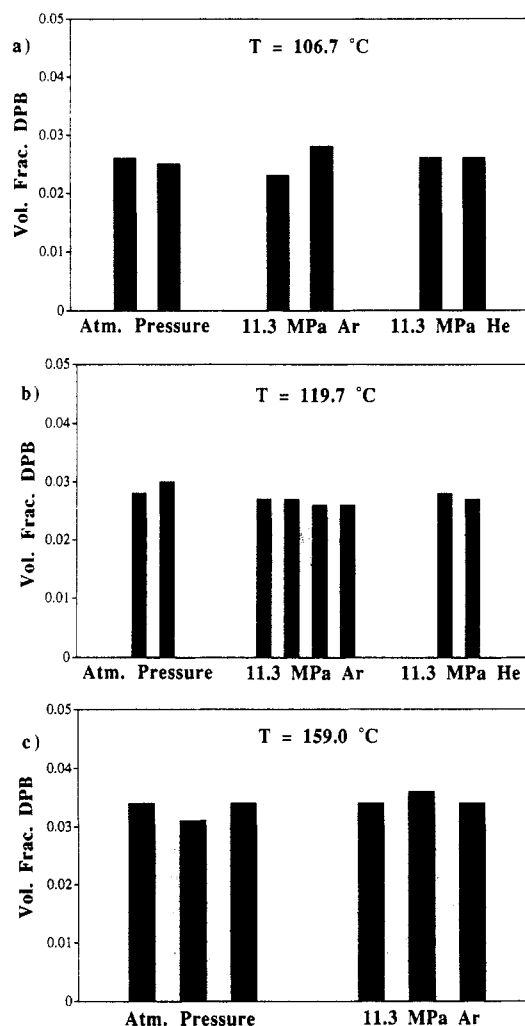 a)
T = 106.7 °C
Vol. Frac. DPB
0.05
0.04
0.03
0.02
0.01
0
Atm. Pressure 11.3 MPa Ar 11.3 MPa He
b)
T = 119.7 °C
Vol. Frac. DPB
0.05
0.04
0.03
0.02
0.01
0
Atm. Pressure 11.3 MPa Ar 11.3 MPa He
c)
T = 159.0 °C
Vol. Frac. DPB
0.05
0.04
0.03
0.02
0.01
0
Atm. Pressure 11.3 MPa Ar